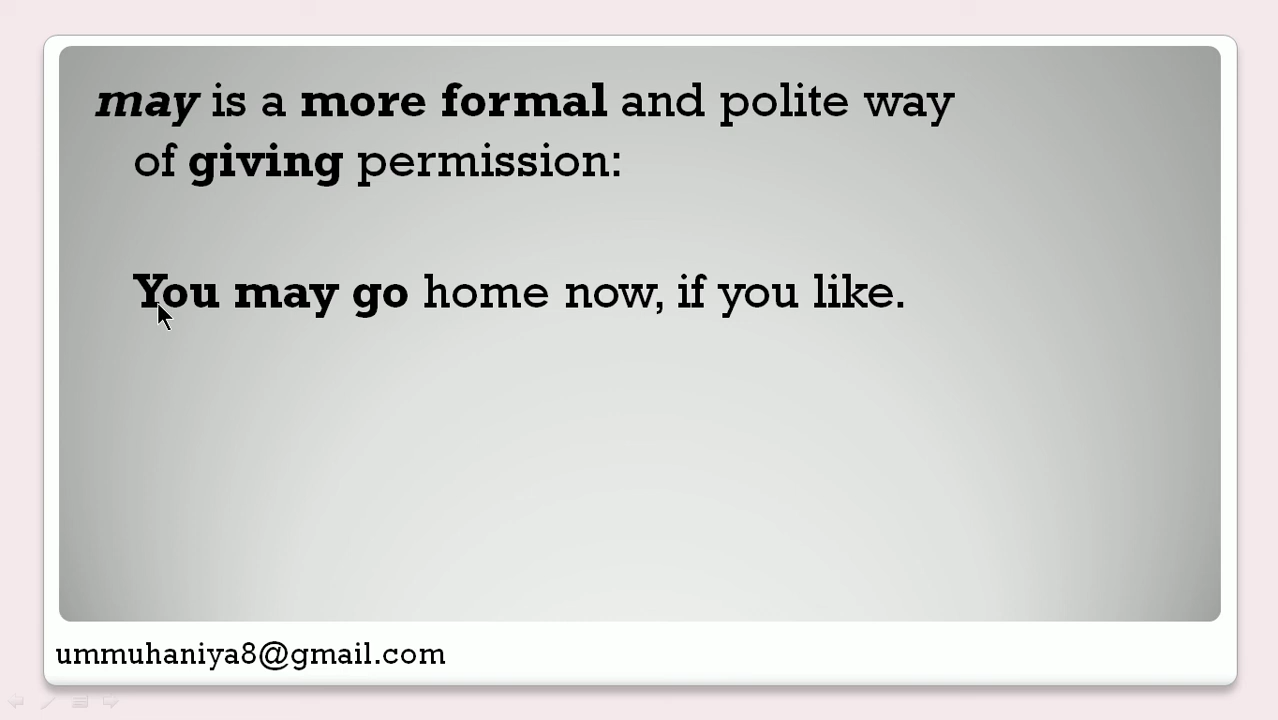 may is a more formal and polite way
of giving permission:
You may go home now, if you like.
ummuhaniya8@gmail.com